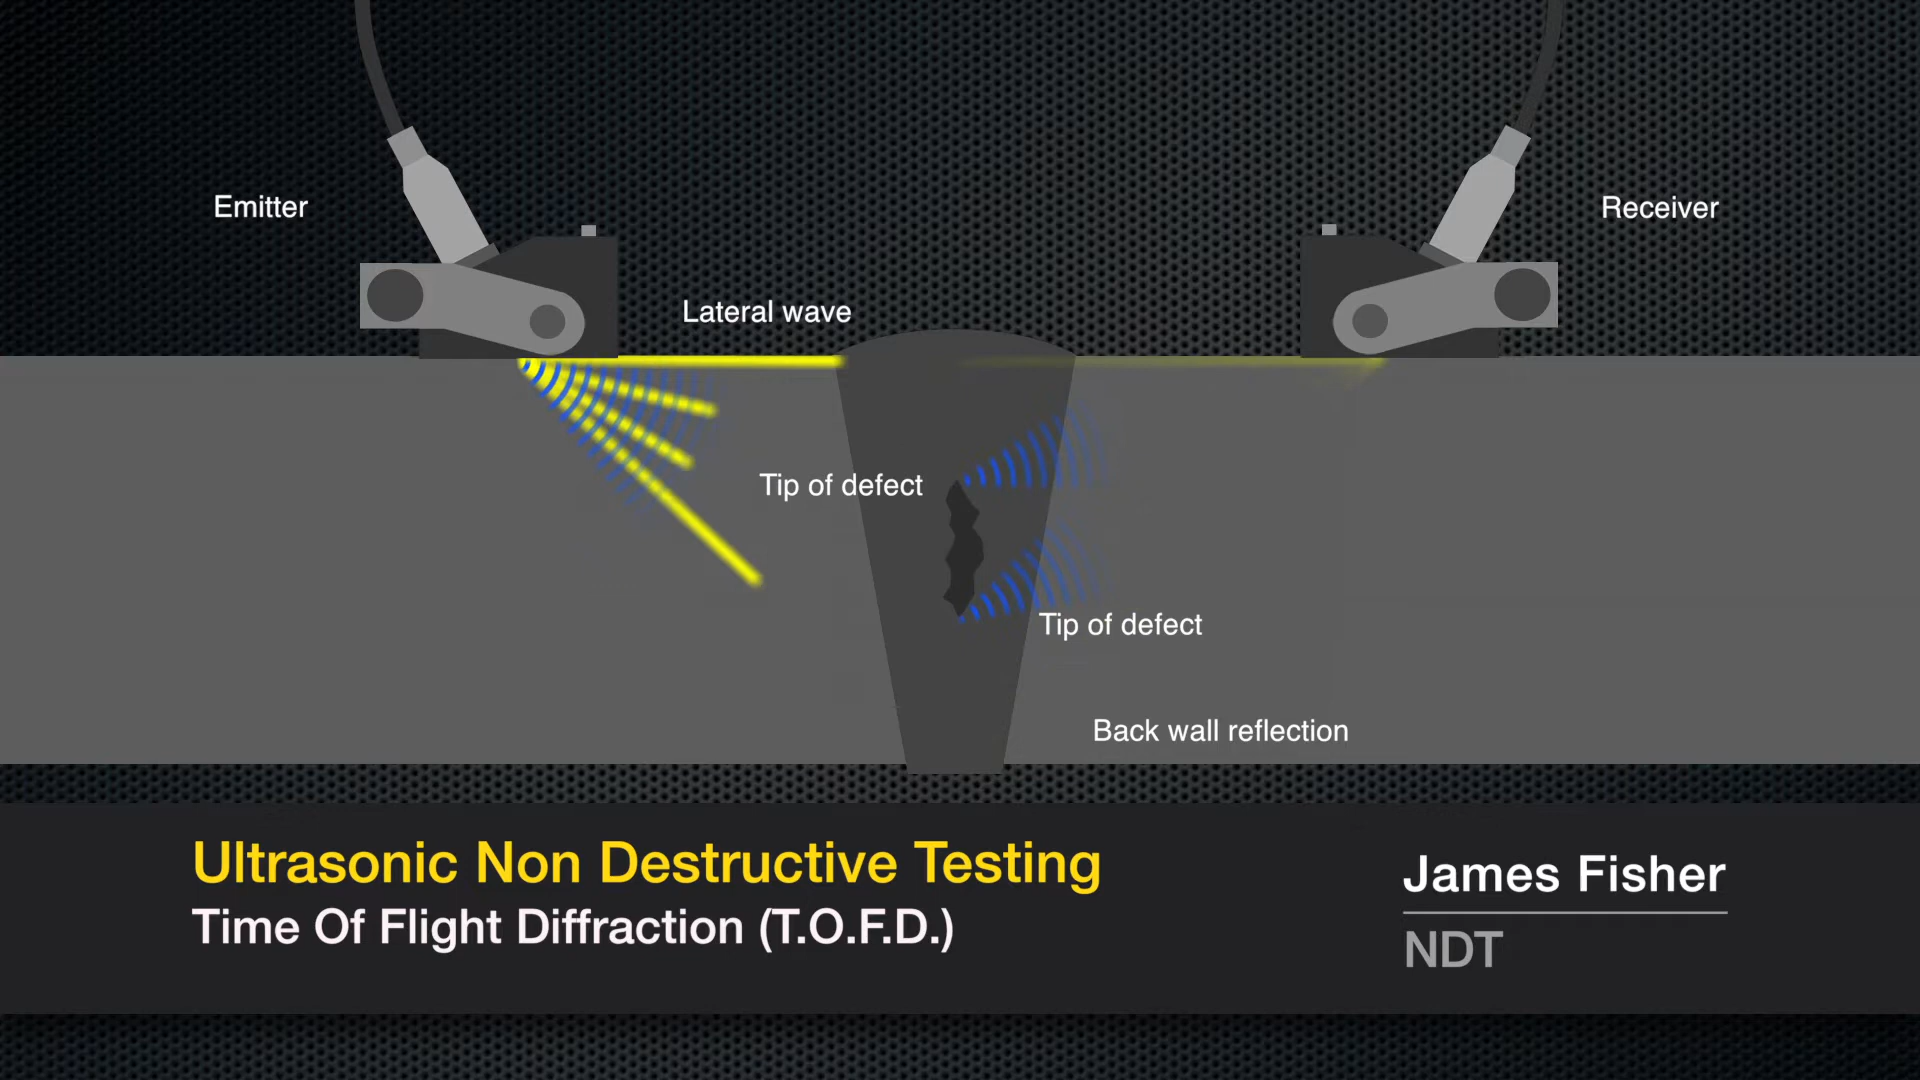 Emitter
Receiver
Lateral wave
Tip of defect
Tip of defect
Back wall reflection
Ultrasonic Non Destructive Testing
Time Of Flight Diffraction (T.O.F.D.)
James Fisher
NDT